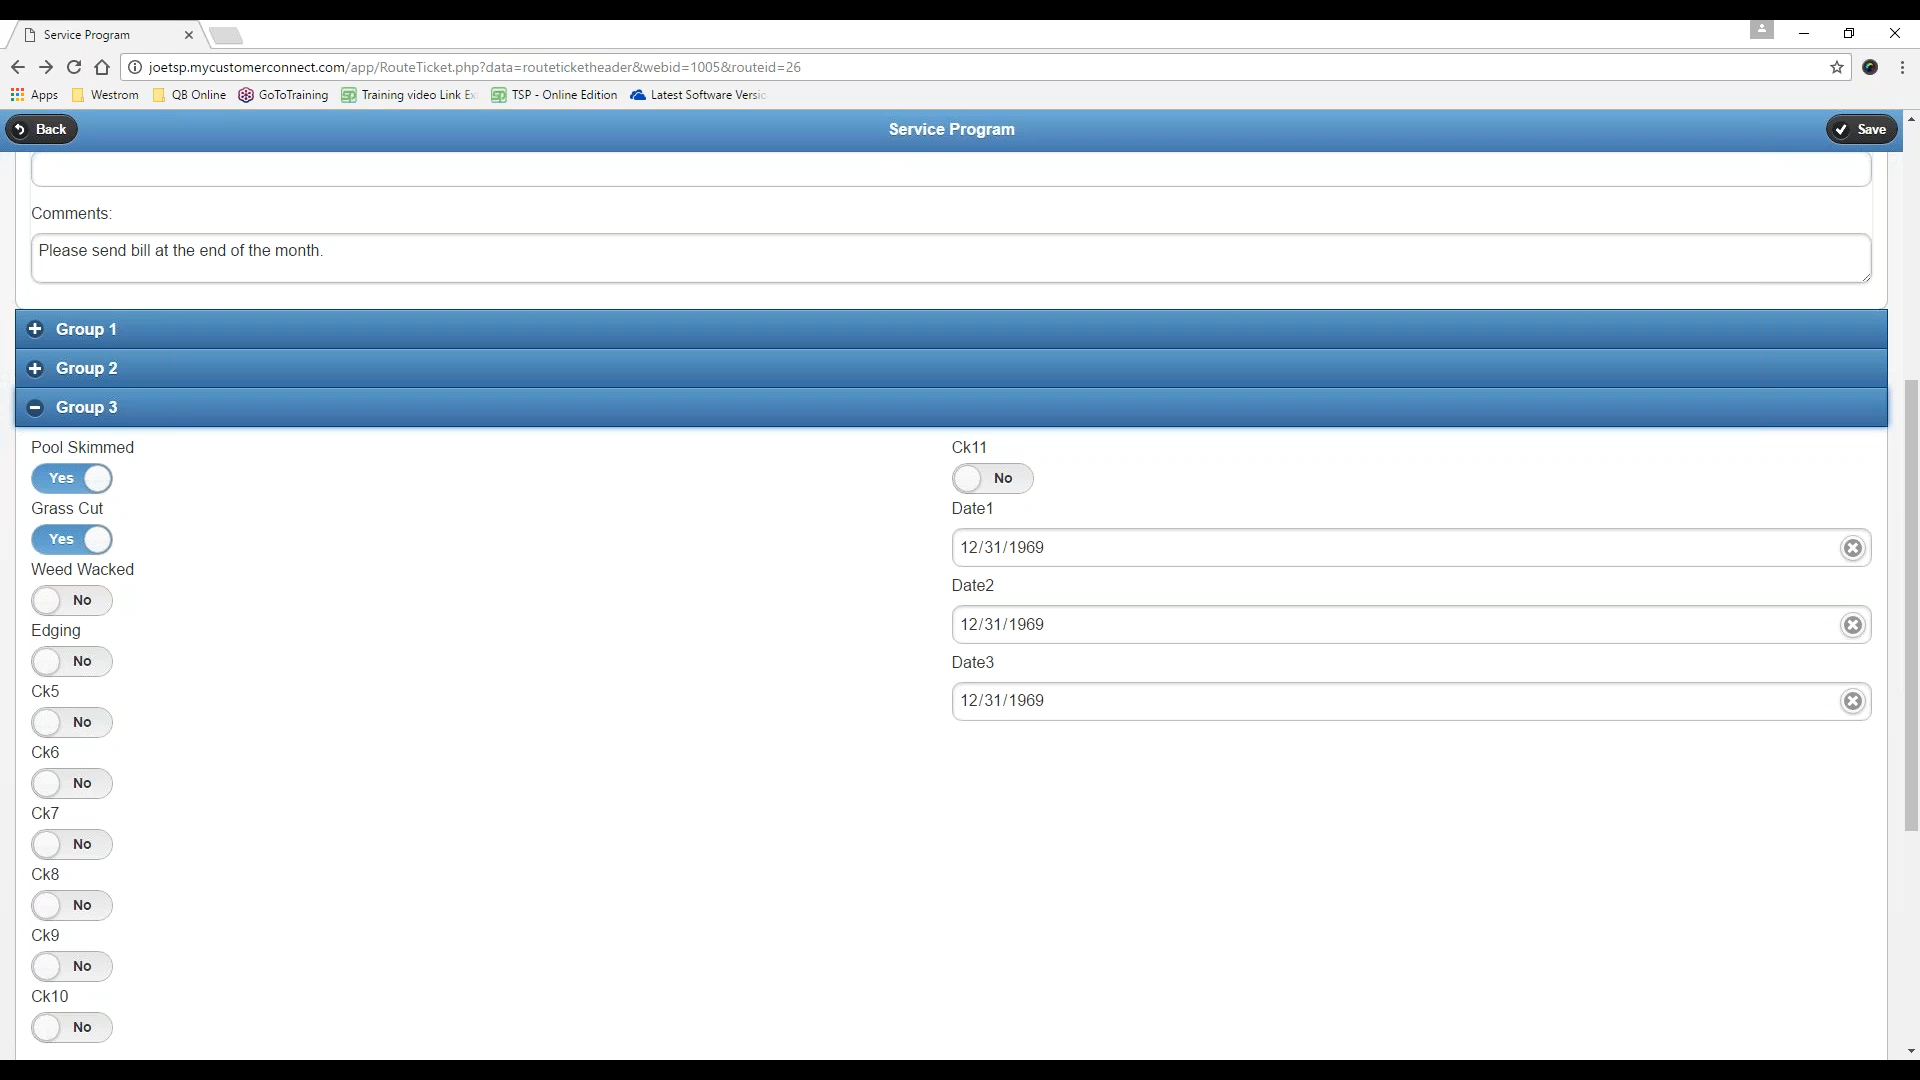 Service Program
joetsp.mycustomerconnect.com/app/RouteTicket.php?data=routeticketheader&webid=1005&routeid=26
Apps Westrom QB Online GoToTraining Training video Link Ex TSP - Online Edition Latest Software Versio
Back Service Program Save
Comments:
Please send bill at the end of the month.
Group 1
Group 2
Group 3
Pool Skimmed
Yes
Grass Cut
Yes
Weed Wacked
No
Edging
No
Ck5
No
Ck6
No
Ck7
No
Ck8
No
Ck9
No
Ck10
No
Ck11
No
Date1
12/31/1969
Date2
12/31/1969
Date3
12/31/1969